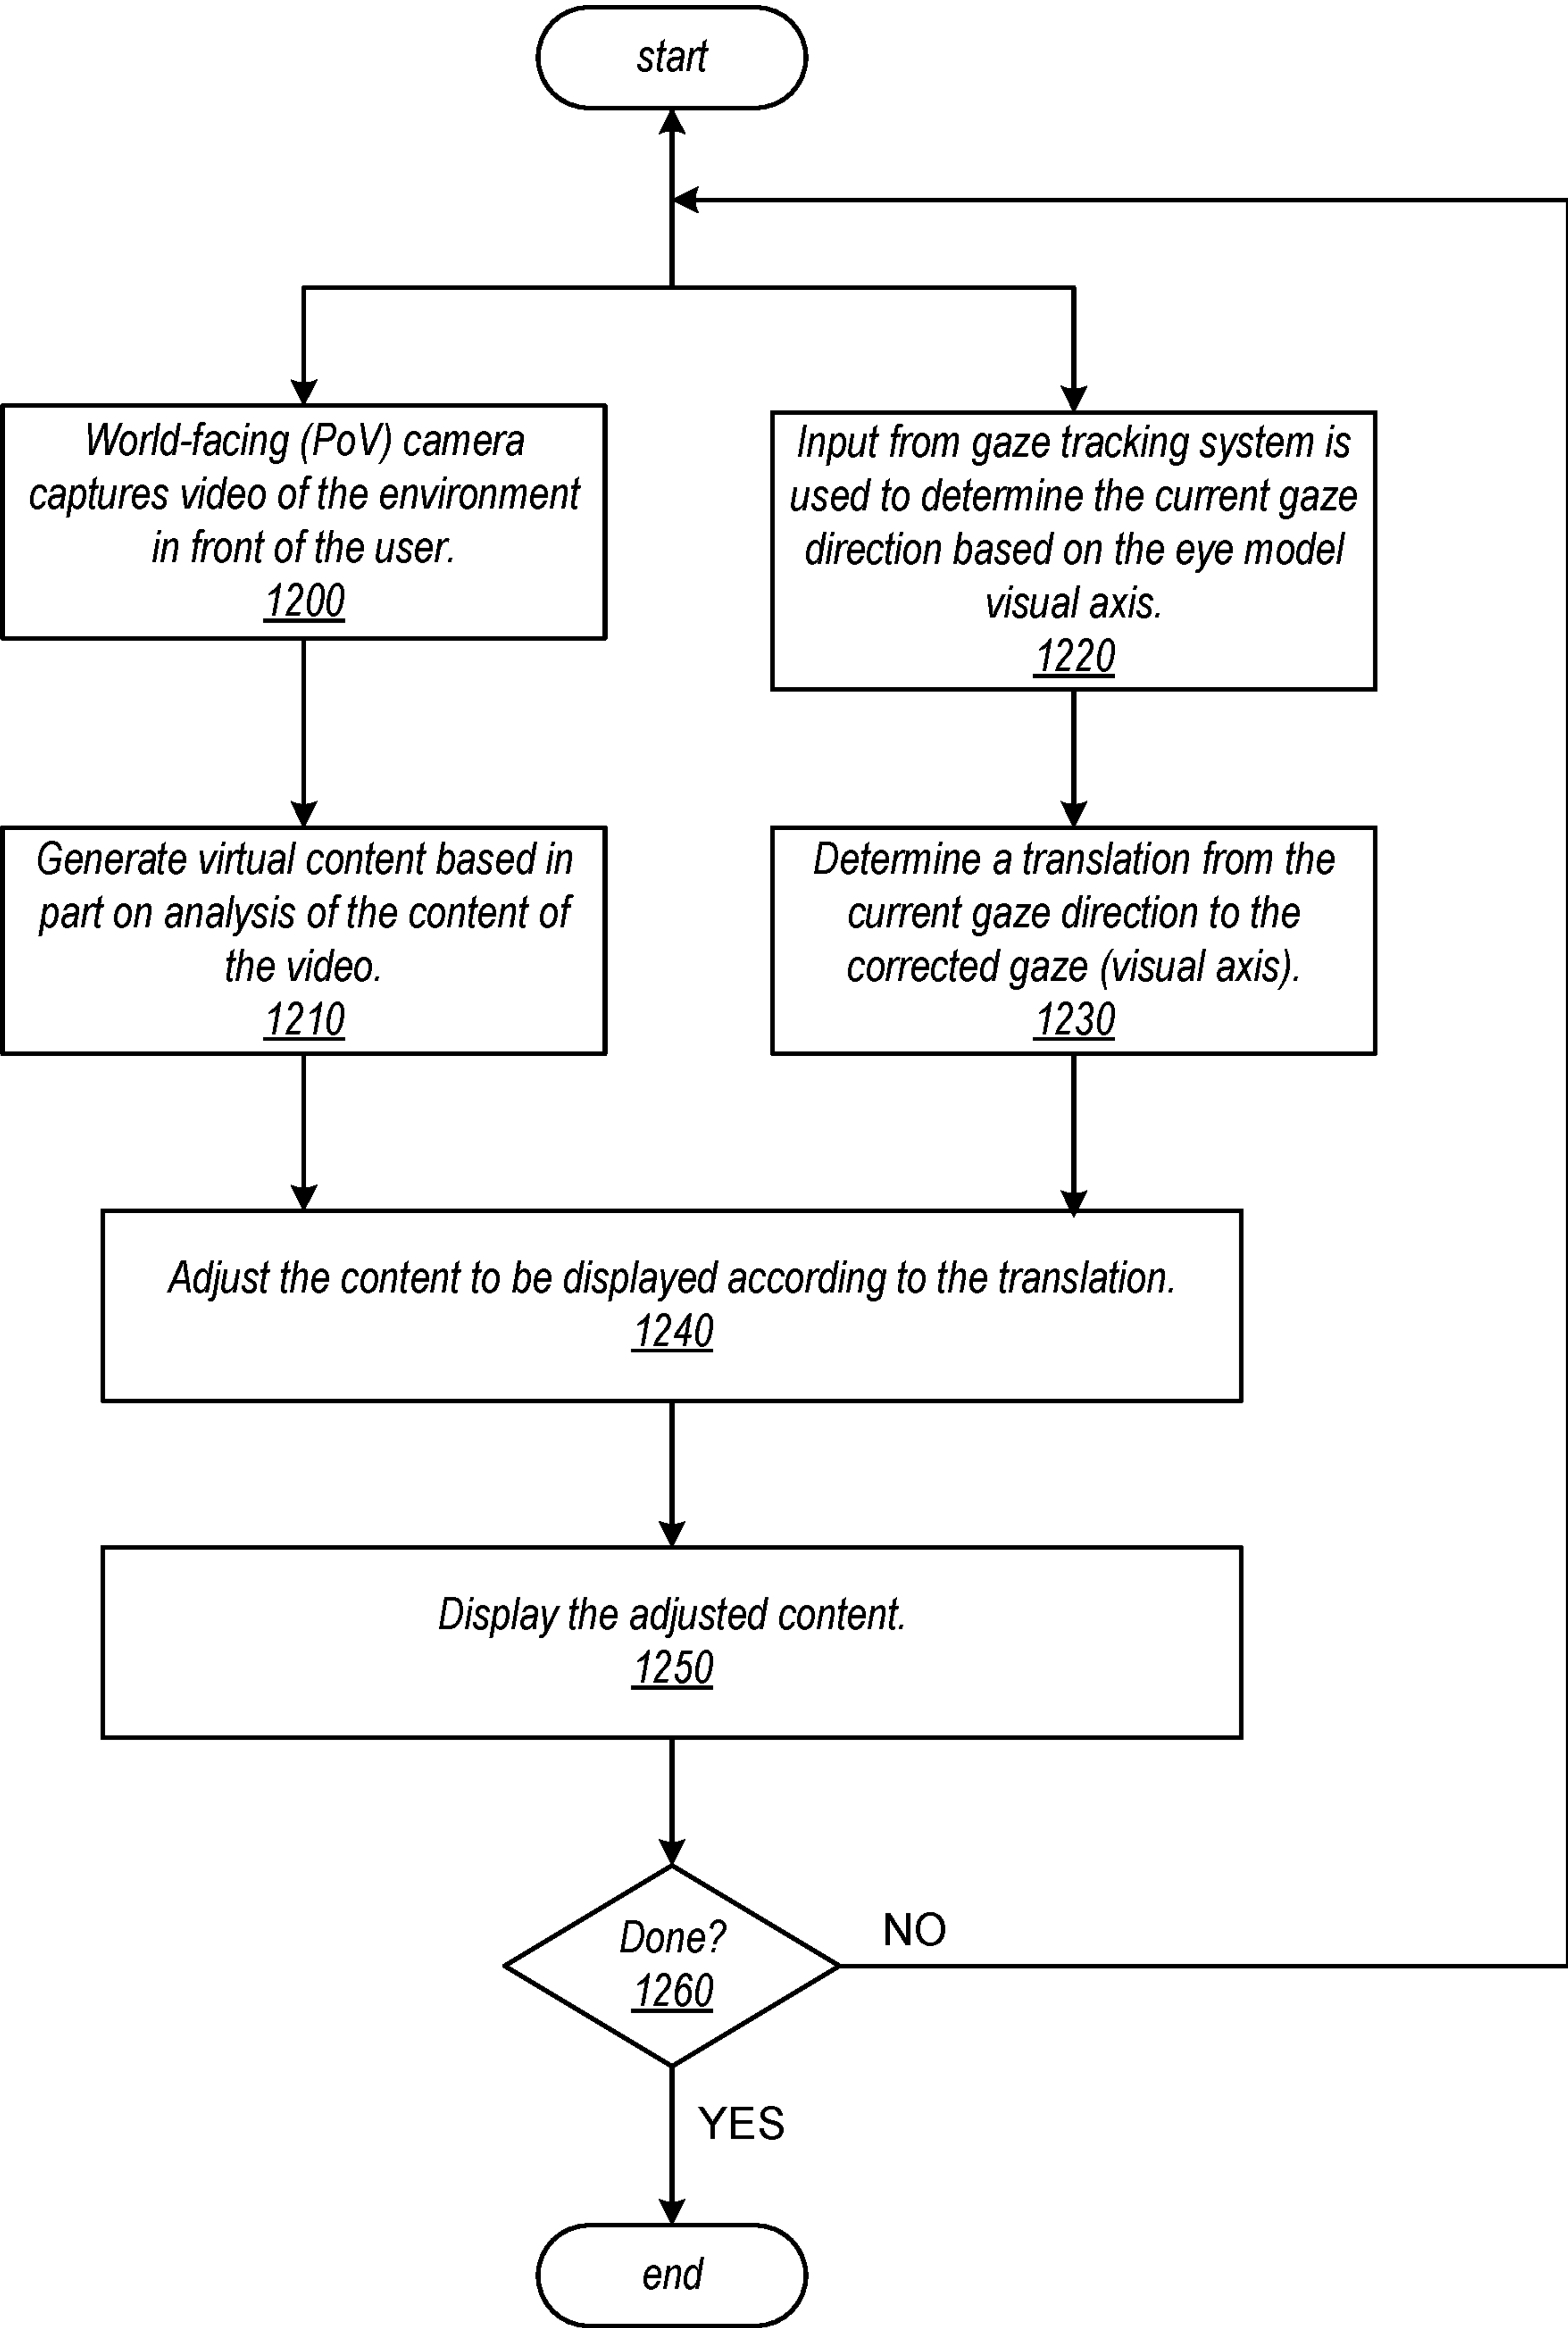 start
World-facing (PoV) camera
captures video of the environment
in front of the user.
1200
Input from gaze tracking system is
used to determine the current gaze
direction based on the eye model
visual axis.
1220
Generate virtual content based in
part on analysis of the content of
the video.
1210
Determine a translation from the
current gaze direction to the
corrected gaze (visual axis).
1230
Adjust the content to be displayed according to the translation.
1240
Display the adjusted content.
1250
Done?
1260
NO
YES
end